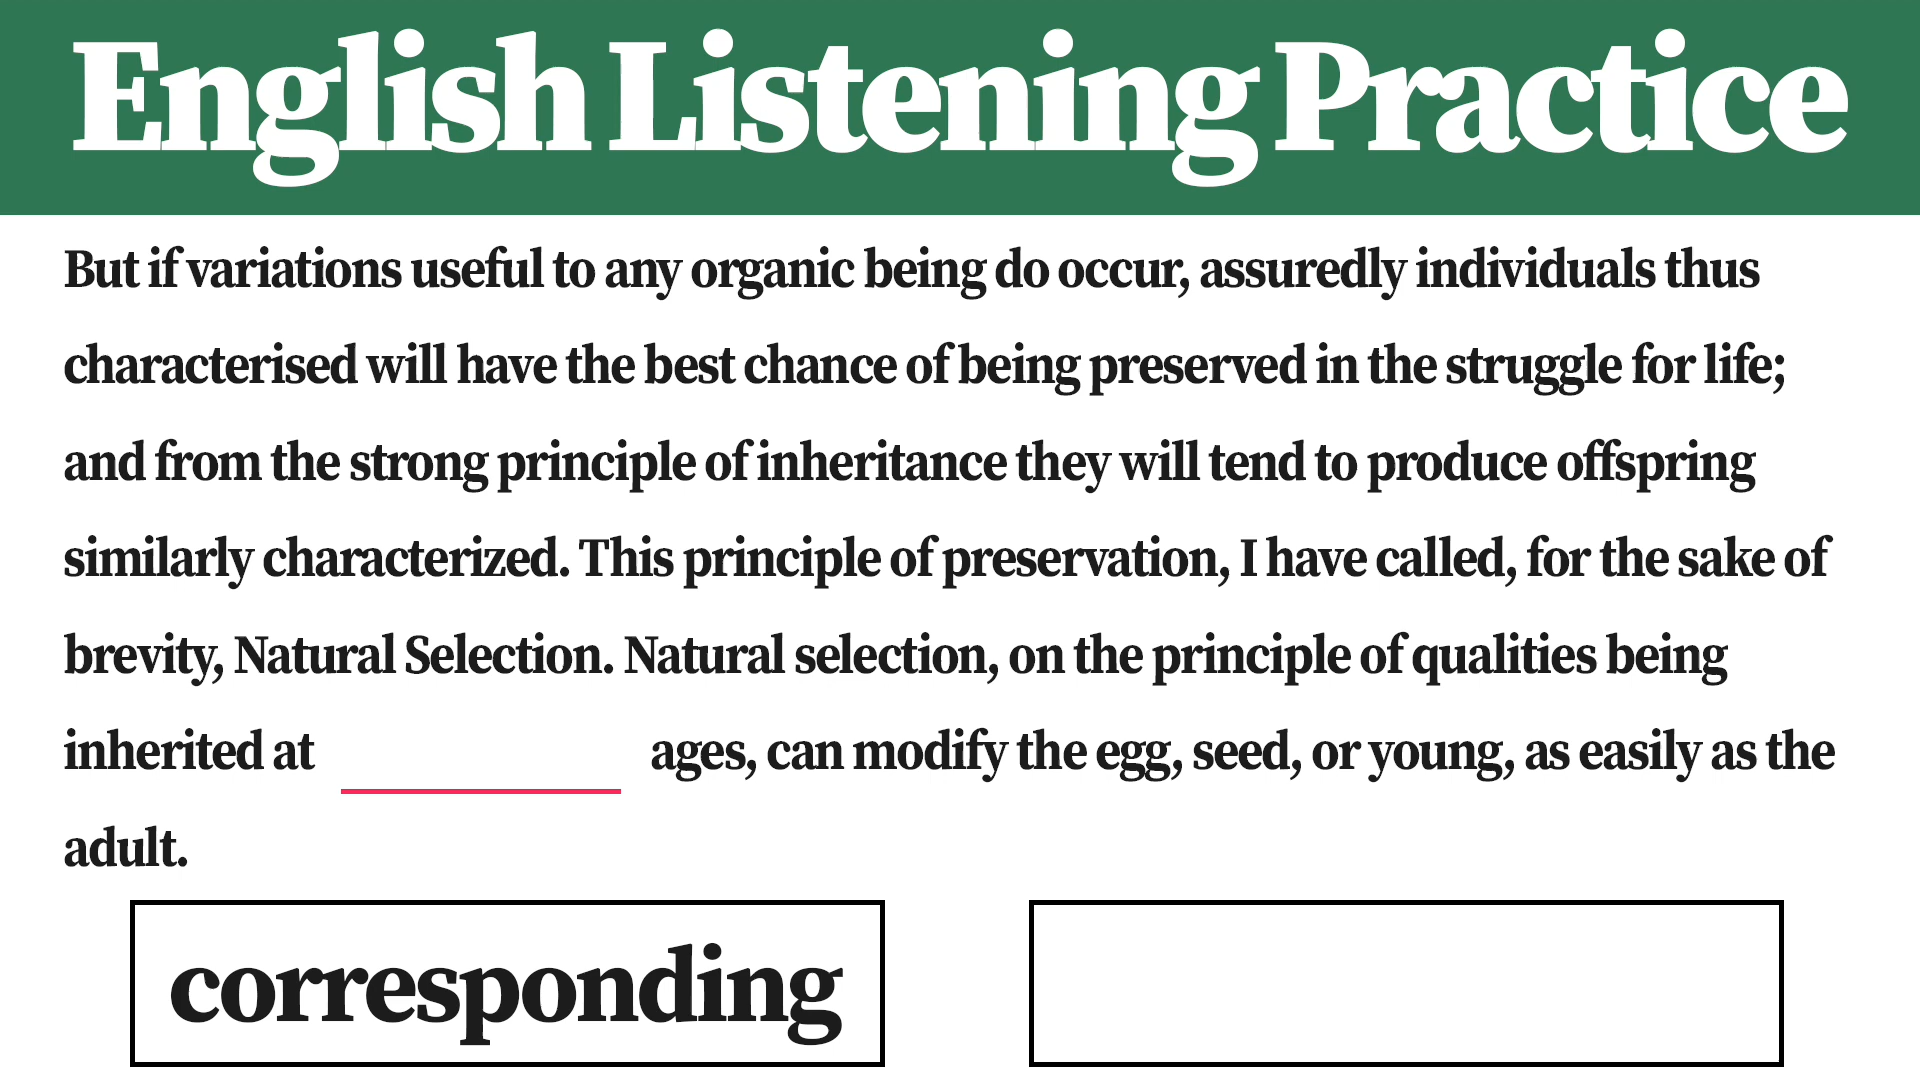 English Listening Practice
But if variations useful to any organic being do occur, assuredly individuals thus
characterised will have the best chance of being preserved in the struggle for life;
and from the strong principle of inheritance they will tend to produce offspring
similarly characterized. This principle of preservation, I have called, for the sake of
brevity, Natural Selection. Natural selection, on the principle of qualities being
inherited at ages, can modify the egg, seed, or young, as easily as the
adult.
corresponding